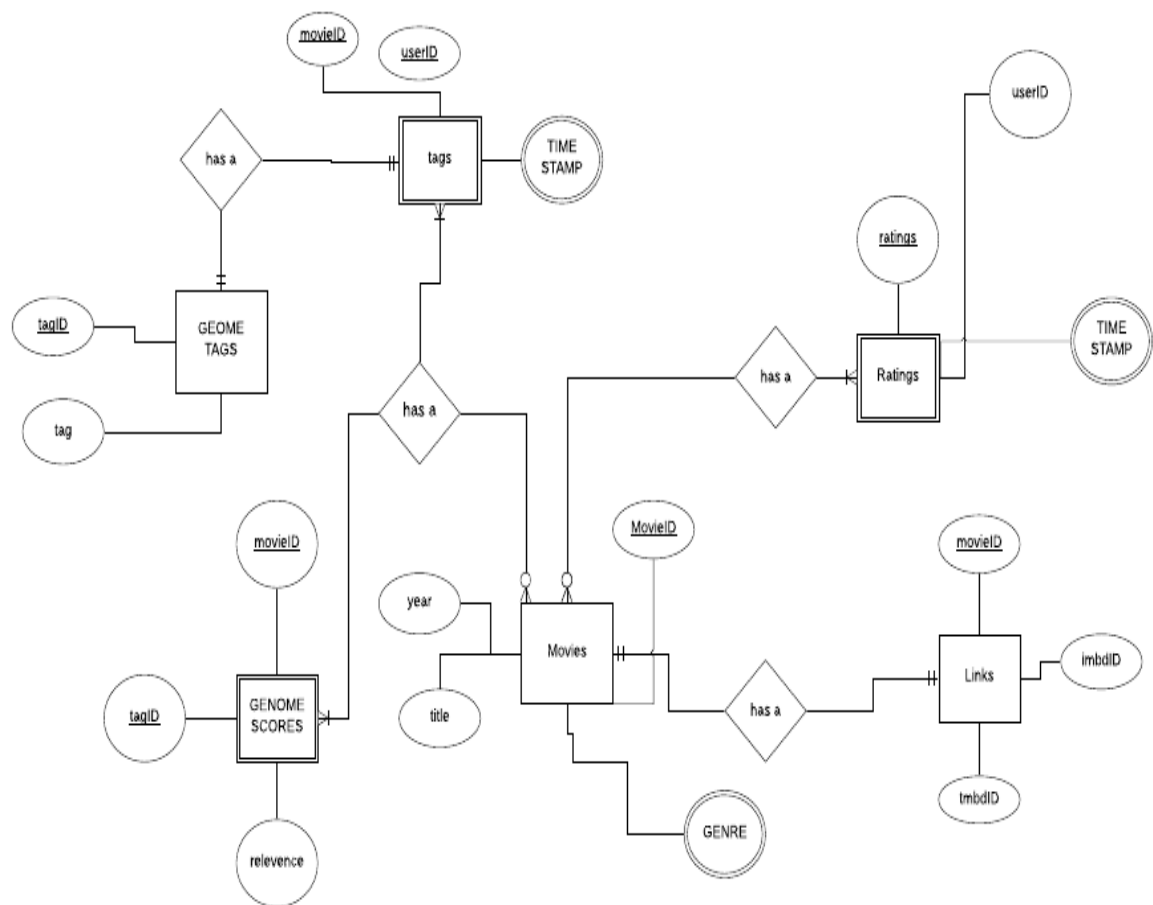 movieID
userID
userID
has a
tags
TIME
STAMP
ratings
tagID
GEOME
TAGS
TIME
STAMP
has a
Ratings
tag
has a
movieID
MovieID
movieID
year
Movies
Links
imbdID
tagID
GENOME
SCORES
title
has a
tmbdID
GENRE
relevence